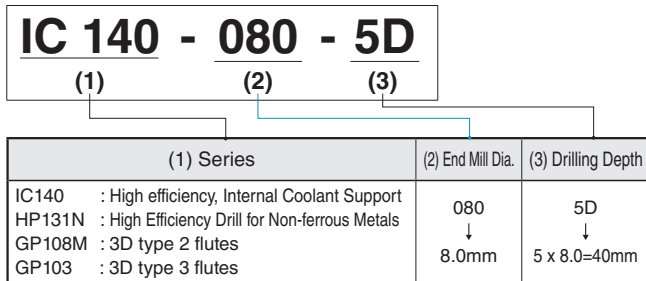 IC 140 - 080 - 5D
(1) (2) (3)
(1) Series (2) End Mill Dia. (3) Drilling Depth
IC140 : High efficiency, Internal Coolant Support
HP131N : High Efficiency Drill for Non-ferrous Metals
GP108M : 3D type 2 flutes
GP103 : 3D type 3 flutes
080
↓
8.0mm
5D
↓
5 x 8.0=40mm